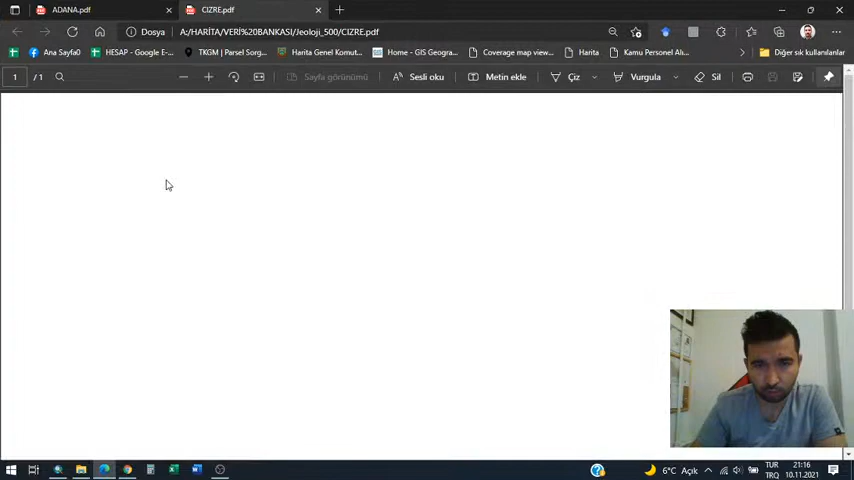 ADANA.pdf
CIZRE.pdf
Dosya
A:/HARİTA/VERİ%20BANKASI/Jeoloji_500/CIZRE.pdf
Ana Sayfa0
HESAP - Google E-...
TKGM | Parsel Sorg...
Harita Genel Komut...
Home - GIS Geograp...
Coverage map view...
Harita
Kamu Personel Alı...
Diğer sık kullanılanlar
1 / 1
Sayfa görünümü
Sesli oku
Metin ekle
Çiz
Vurgula
Sil
6°C Açık
TUR
TRQ
21:16
10.11.2021